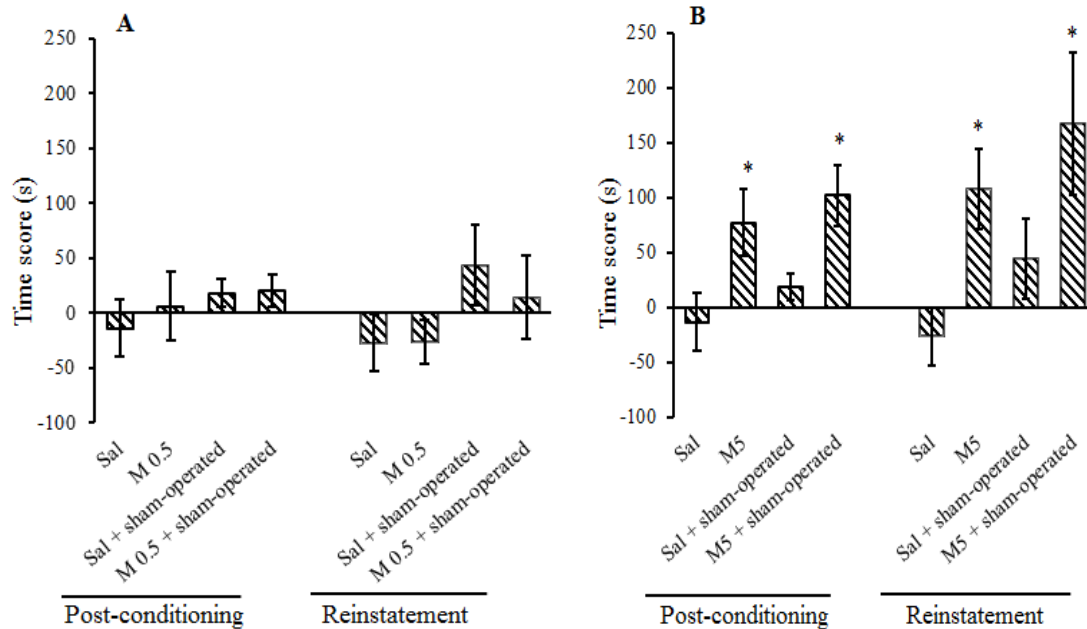 A
Time score (s)
250
200
150
100
50
0
-50
-100
Sal
M 0.5
Sal + sham-operated
M 0.5 + sham-operated
Sal
M 0.5
Sal + sham-operated
M 0.5 + sham-operated
Post-conditioning
Reinstatement
B
Time score (s)
250
200
150
100
50
0
-50
-100
*
*
*
*
Sal
M5
Sal + sham-operated
M5 + sham-operated
Sal
M5
Sal + sham-operated
M5 + sham-operated
Post-conditioning
Reinstatement